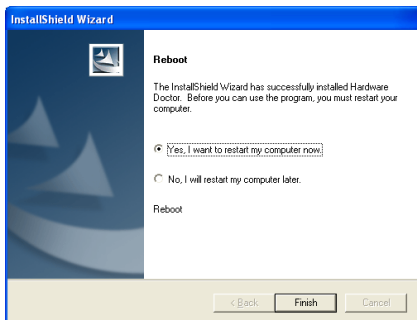 InstallShield Wizard
Reboot
The InstallShield Wizard has successfully installed Hardware
Doctor. Before you can use the program, you must restart your
computer.
Yes, I want to restart my computer now.
No, I will restart my computer later.
Reboot
< Back Finish Cancel